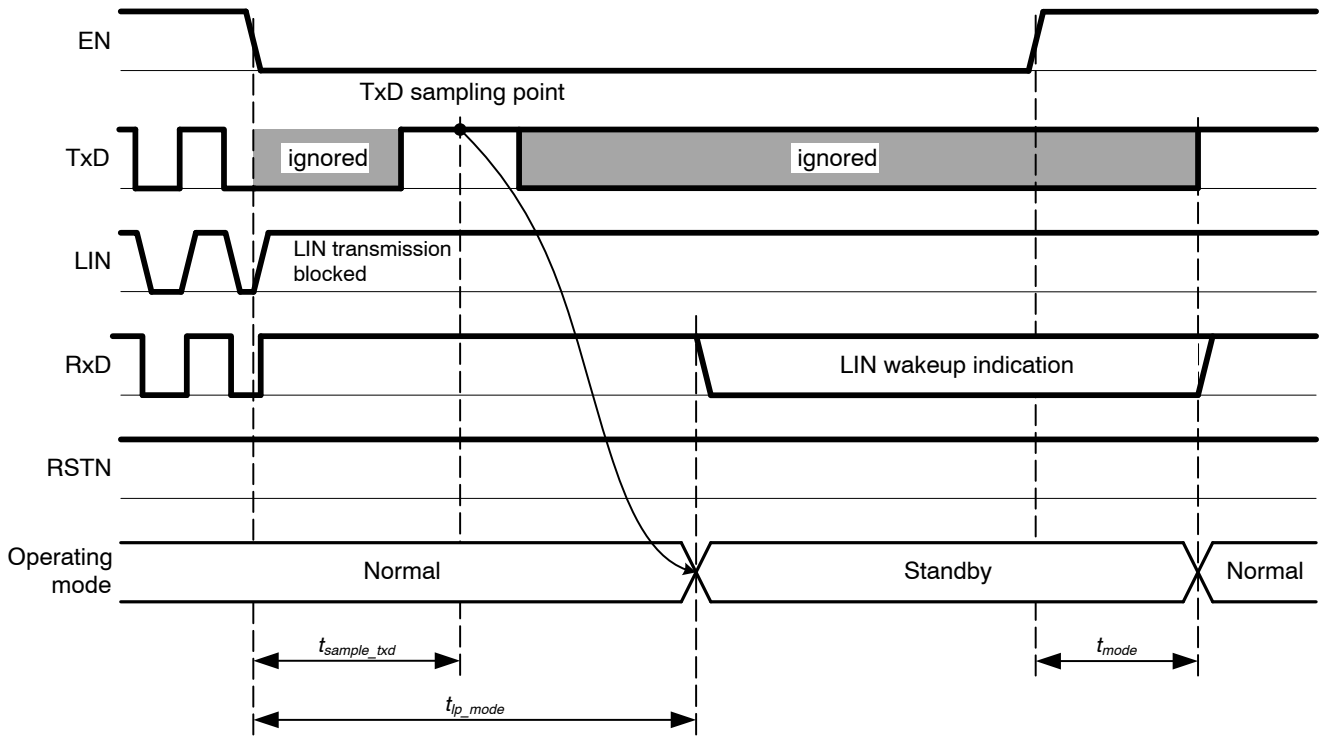 EN
TxD sampling point
TxD
ignored
ignored
LIN
LIN transmission
blocked
RxD
LIN wakeup indication
RSTN
Operating
mode
Normal
Standby
Normal
tsample_txd
tmode
tlp_mode